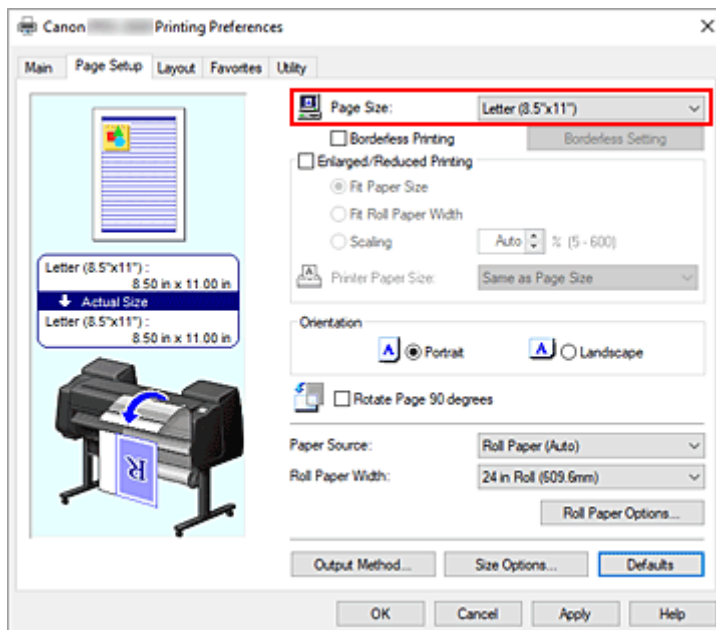 Canon Printing Preferences
Main Page Setup Layout Favorites Utility
Page Size: Letter (8.5"x11")
Borderless Printing Borderless Setting
Enlarged/Reduced Printing
Fit Paper Size
Fit Roll Paper Width
Scaling Auto % (5 - 600)
Printer Paper Size: Same as Page Size
Letter (8.5"x11") :
8.50 in x 11.00 in
Actual Size
Letter (8.5"x11") :
8.50 in x 11.00 in
Orientation
A Portrait A Landscape
Rotate Page 90 degrees
Paper Source: Roll Paper (Auto)
Roll Paper Width: 24 in Roll (609.6mm)
Roll Paper Options...
R
Output Method... Size Options... Defaults
OK Cancel Apply Help